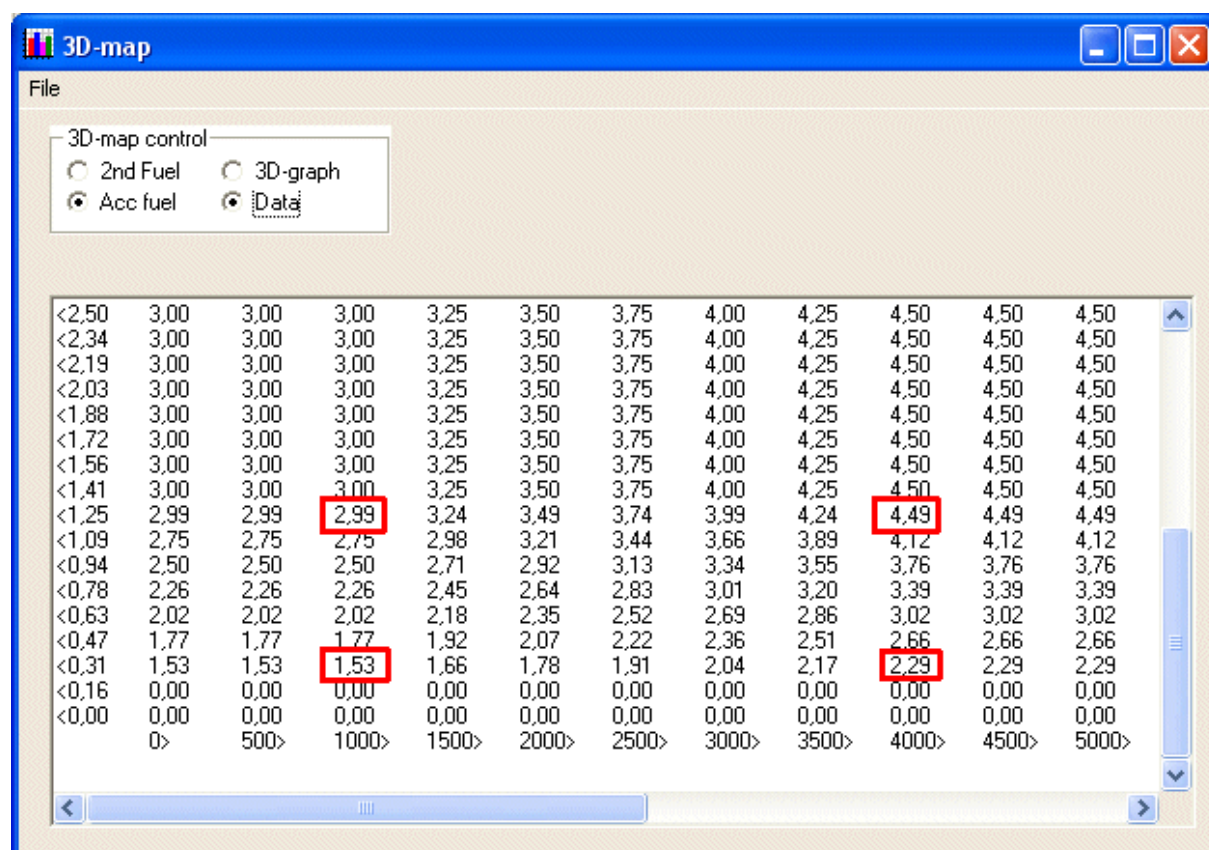 3D-map
File
3D-map control
2nd Fuel 3D-graph
Acc fuel Data
<2,50 3,00 3,00 3,00 3,25 3,50 3,75 4,00 4,25 4,50 4,50 4,50
<2,34 3,00 3,00 3,00 3,25 3,50 3,75 4,00 4,25 4,50 4,50 4,50
<2,19 3,00 3,00 3,00 3,25 3,50 3,75 4,00 4,25 4,50 4,50 4,50
<2,03 3,00 3,00 3,00 3,25 3,50 3,75 4,00 4,25 4,50 4,50 4,50
<1,88 3,00 3,00 3,00 3,25 3,50 3,75 4,00 4,25 4,50 4,50 4,50
<1,72 3,00 3,00 3,00 3,25 3,50 3,75 4,00 4,25 4,50 4,50 4,50
<1,56 3,00 3,00 3,00 3,25 3,50 3,75 4,00 4,25 4,50 4,50 4,50
<1,41 3,00 3,00 3,00 3,25 3,50 3,75 4,00 4,25 4,50 4,50 4,50
<1,25 2,99 2,99 2,99 3,24 3,49 3,74 3,99 4,24 4,49 4,49 4,49
<1,09 2,75 2,75 2,75 2,98 3,21 3,44 3,66 3,89 4,12 4,12 4,12
<0,94 2,50 2,50 2,50 2,71 2,92 3,13 3,34 3,55 3,76 3,76 3,76
<0,78 2,26 2,26 2,26 2,45 2,64 2,83 3,01 3,20 3,39 3,39 3,39
<0,63 2,02 2,02 2,02 2,18 2,35 2,52 2,69 2,86 3,02 3,02 3,02
<0,47 1,77 1,77 1,77 1,92 2,07 2,22 2,36 2,51 2,66 2,66 2,66
<0,31 1,53 1,53 1,53 1,66 1,78 1,91 2,04 2,17 2,29 2,29 2,29
<0,16 0,00 0,00 0,00 0,00 0,00 0,00 0,00 0,00 0,00 0,00 0,00
<0,00 0,00 0,00 0,00 0,00 0,00 0,00 0,00 0,00 0,00 0,00 0,00
0> 500> 1000> 1500> 2000> 2500> 3000> 3500> 4000> 4500> 5000>